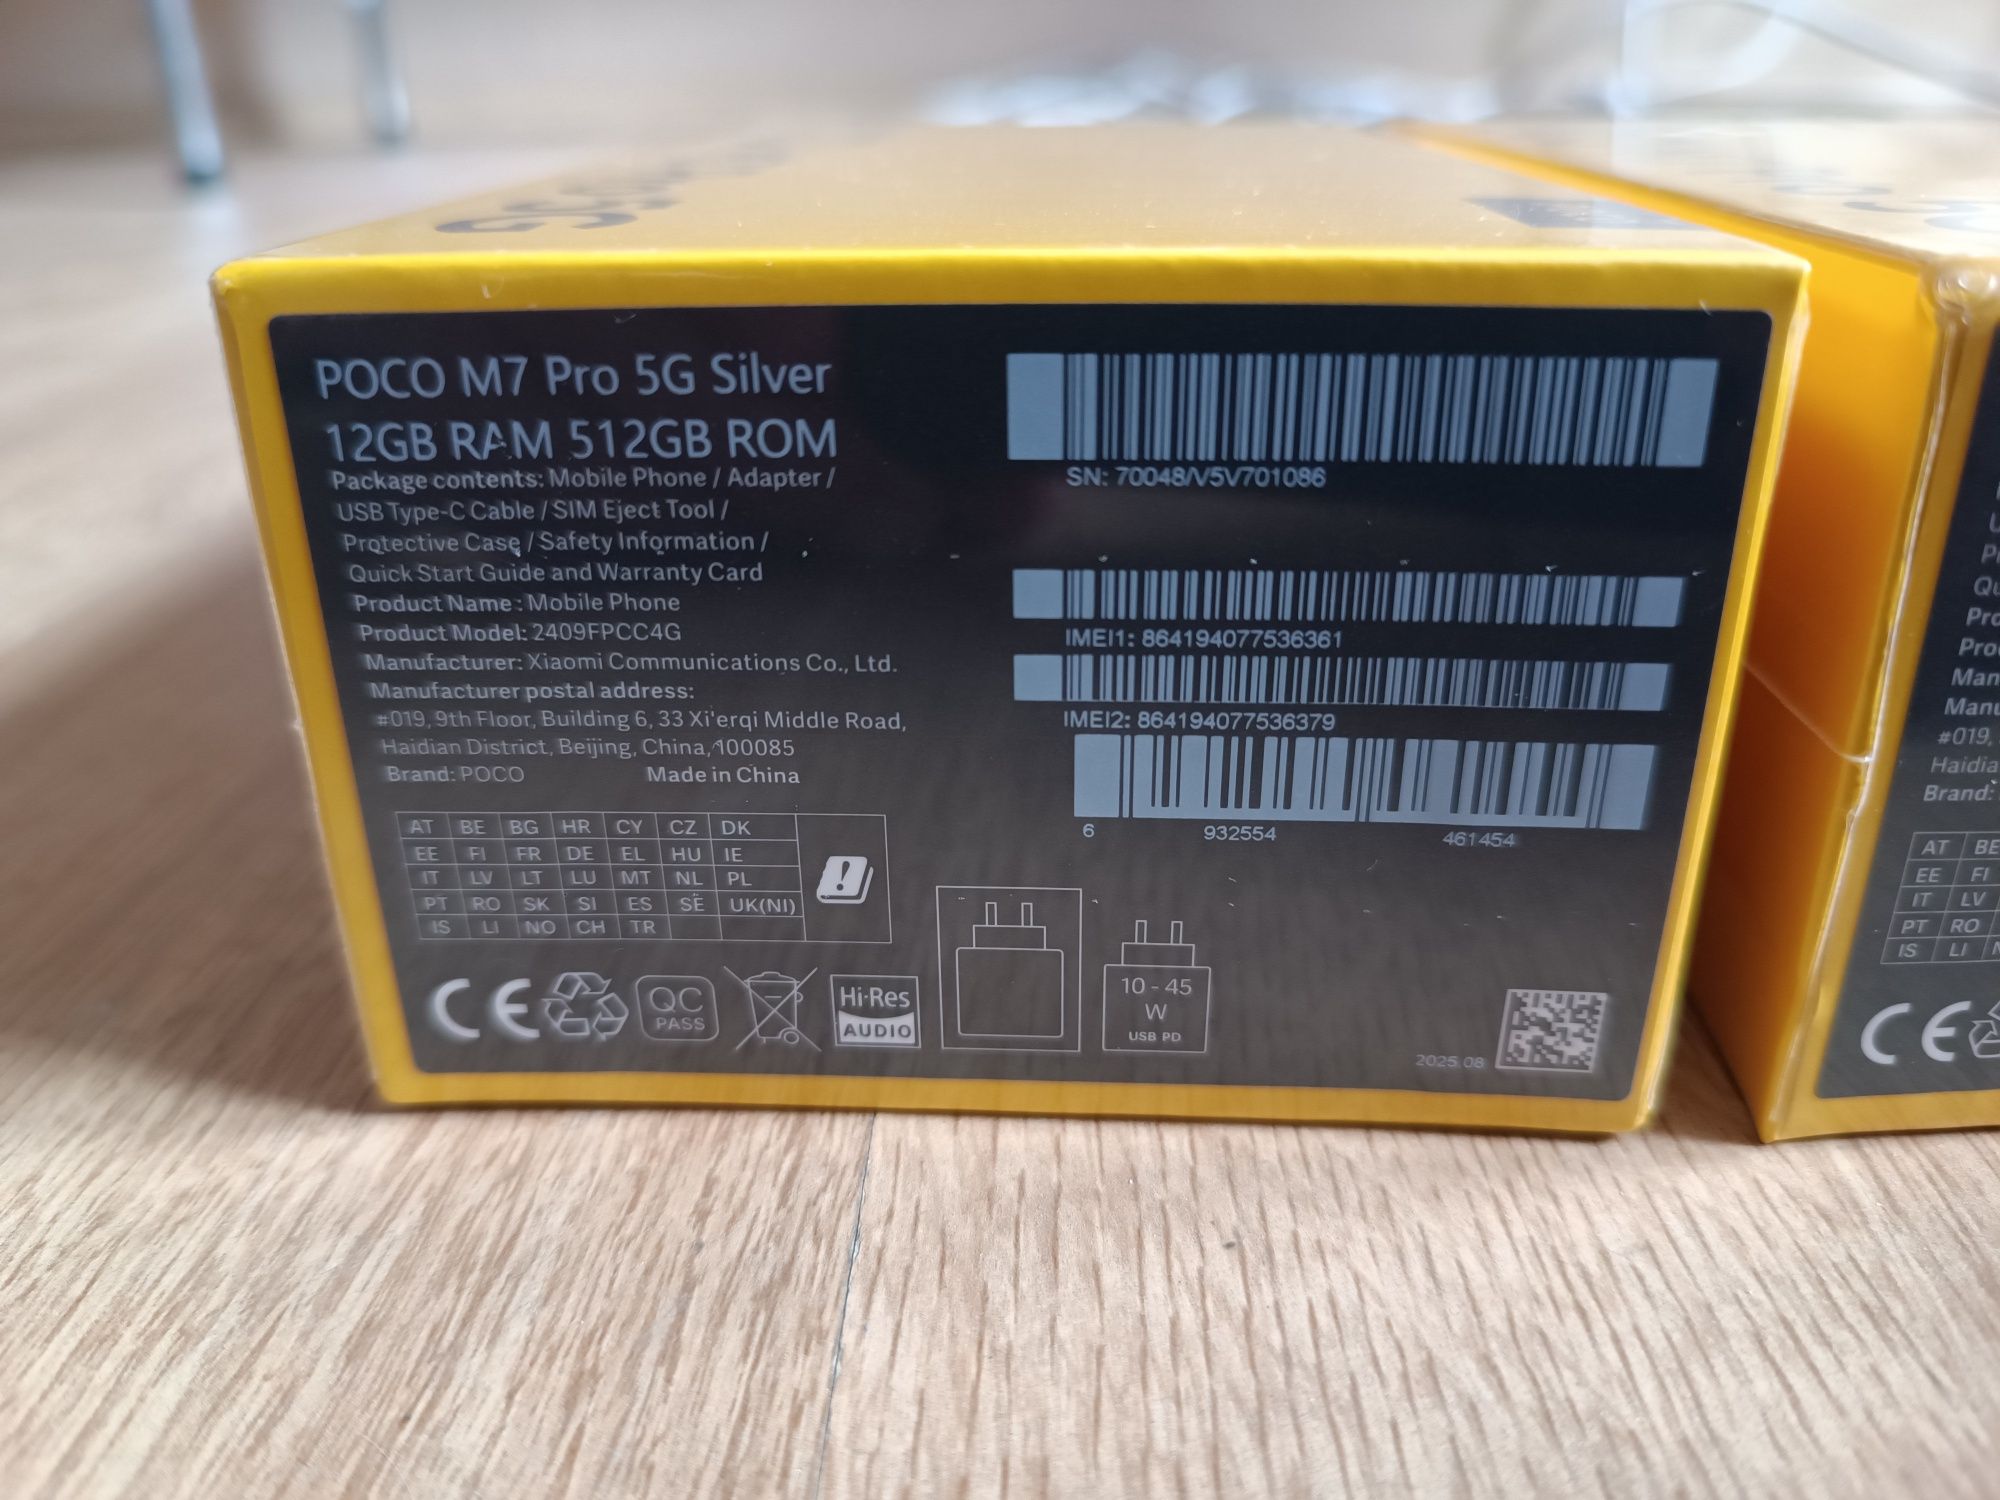 POCO M7 Pro 5G Silver
12GB RAM 512GB ROM
Package contents: Mobile Phone / Adapter /
USB Type-C Cable / SIM Eject Tool /
Protective Case / Safety Information /
Quick Start Guide and Warranty Card
Product Name: Mobile Phone
Product Model: 2409FPCC4G
Manufacturer: Xiaomi Communications Co., Ltd.
Manufacturer postal address:
#019, 9th Floor, Building 6, 33 Xi'erqi Middle Road,
Haidian District, Beijing, China, 100085
Brand: POCO Made in China
AT BE BG HR CY CZ DK
EE FI FR DE EL HU IE
IT LV LT LU MT NL PL
PT RO SK SI ES SE UK(NI)
IS LI NO CH TR
CE
QC
PASS
Hi-Res
AUDIO
SN: 70048/V5V701086
IMEI1: 864194077536361
IMEI2: 864194077536379
6 932554 461454
10 - 45
W
USB PD
2025.08
#019,
Brand:
AT BE
EE FI
IT LV
PT RO
IS LI
CE